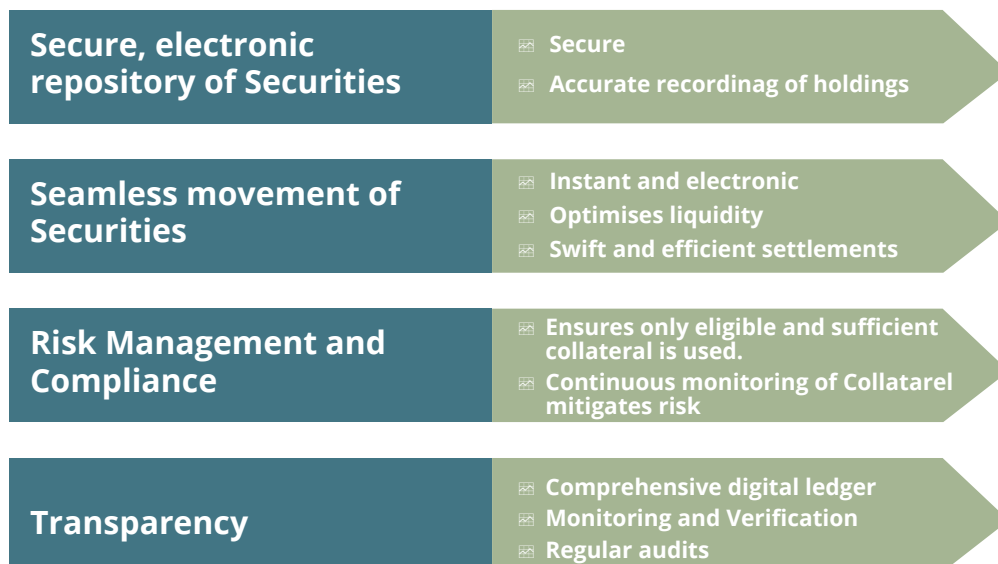 Secure, electronic
repository of Securities
Secure
Accurate recordinag of holdings
Seamless movement of
Securities
Instant and electronic
Optimises liquidity
Swift and efficient settlements
Risk Management and
Compliance
Ensures only eligible and sufficient
collateral is used.
Continuous monitoring of Collatarel
mitigates risk
Transparency
Comprehensive digital ledger
Monitoring and Verification
Regular audits